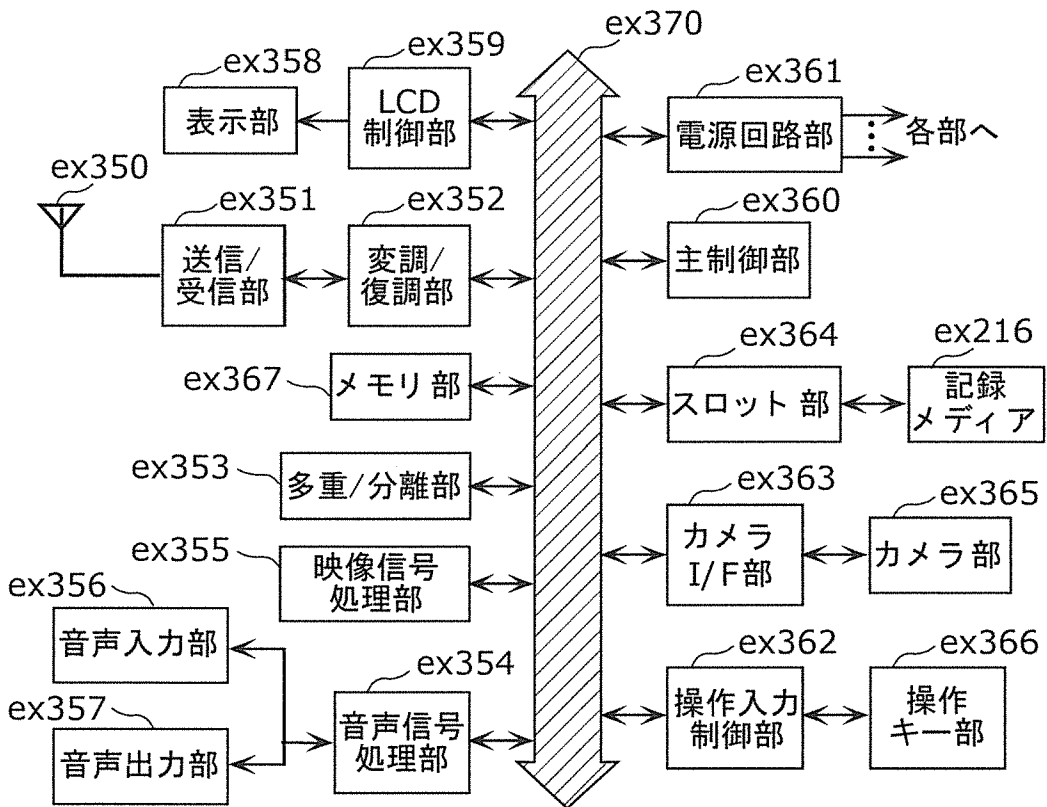 ex370
ex359
ex358
LCD
制御部
表示部
ex361
電源回路部
各部へ
ex350
ex351
ex352
送信/
受信部
変調/
復調部
ex360
主制御部
ex364
ex216
スロット部
記録
メディア
ex367
メモリ部
ex353
多重/分離部
ex363
ex365
カメラ
I/F部
カメラ部
ex355
映像信号
処理部
ex356
音声入力部
ex354
音声信号
処理部
ex357
音声出力部
ex362
ex366
操作入力
制御部
操作
キー部